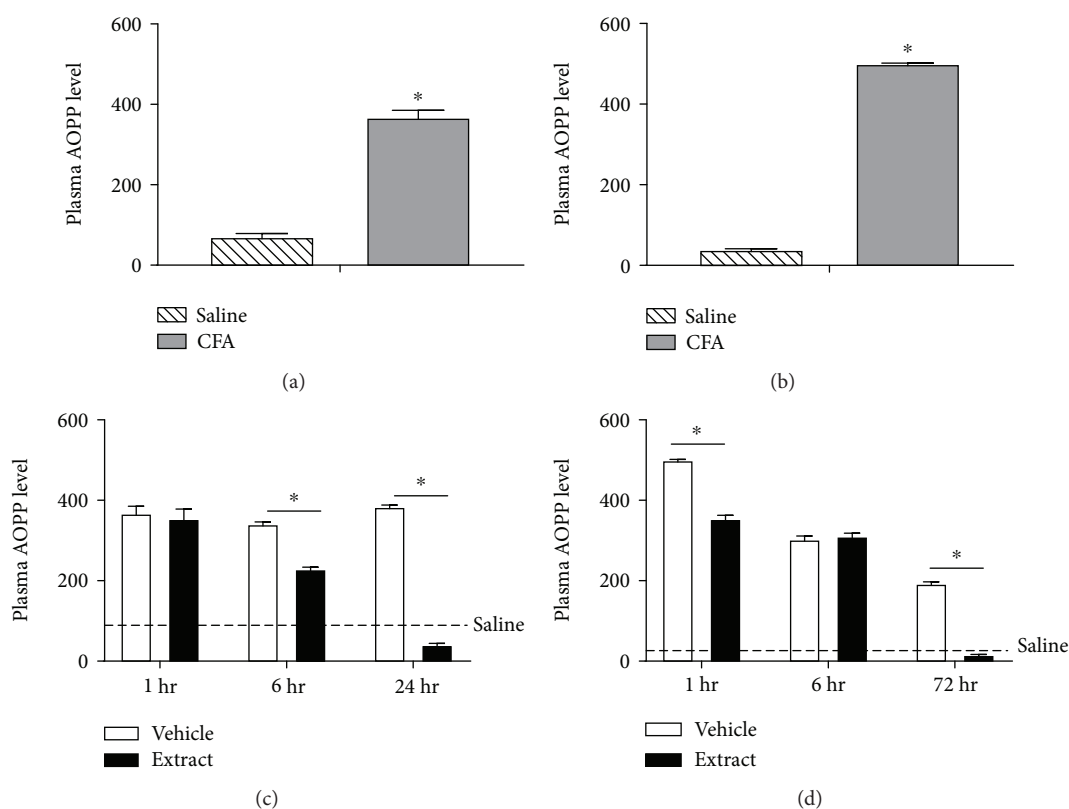 Plasma AOPP level
600
400
200
0
*
Saline
CFA
(a)
Plasma AOPP level
600
400
200
0
*
Saline
CFA
(b)
Plasma AOPP level
600
400
200
0
*
*
Saline
1 hr 6 hr 24 hr
Vehicle
Extract
(c)
Plasma AOPP level
600
400
200
0
*
*
Saline
1 hr 6 hr 72 hr
Vehicle
Extract
(d)